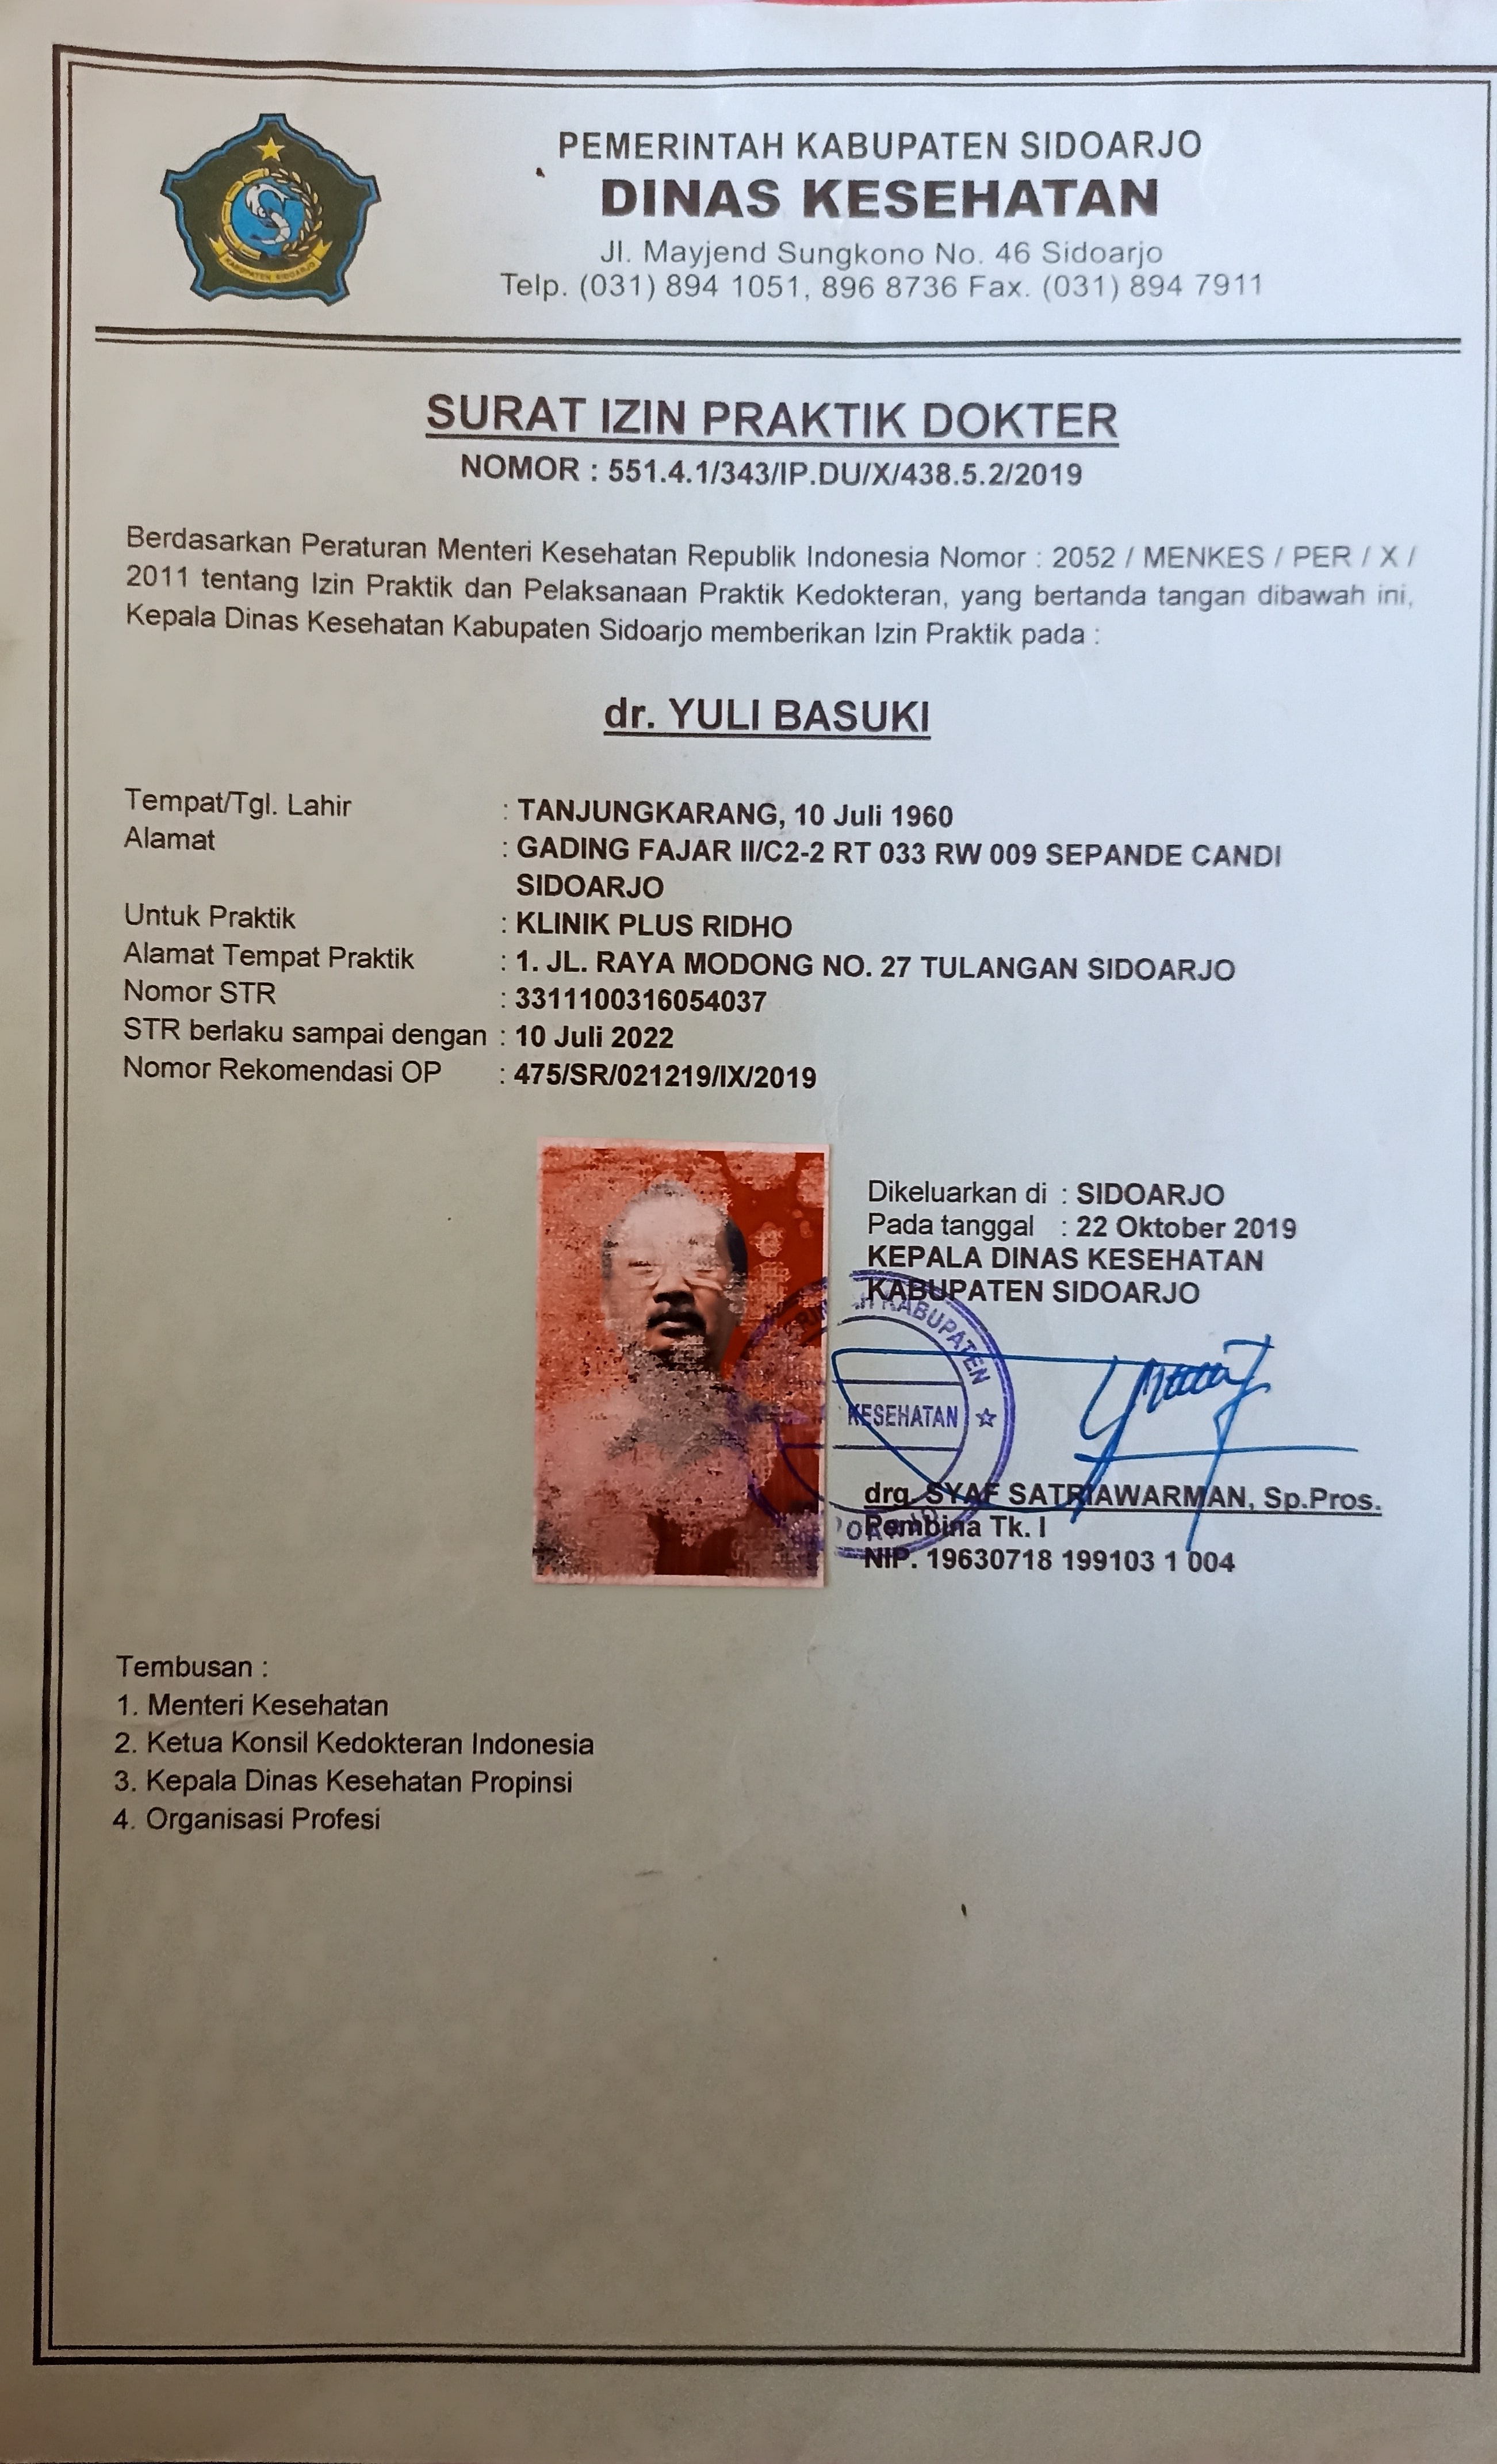 KABUPATEN SIDOARJO
PEMERINTAH KABUPATEN SIDOARJO
DINAS KESEHATAN
Jl. Mayjend Sungkono No. 46 Sidoarjo
Telp. (031) 894 1051, 896 8736 Fax. (031) 894 7911
SURAT IZIN PRAKTIK DOKTER
NOMOR : 551.4.1/343/IP.DU/X/438.5.2/2019
Berdasarkan Peraturan Menteri Kesehatan Republik Indonesia Nomor : 2052 / MENKES / PER / X /
2011 tentang Izin Praktik dan Pelaksanaan Praktik Kedokteran, yang bertanda tangan dibawah ini,
Kepala Dinas Kesehatan Kabupaten Sidoarjo memberikan Izin Praktik pada :
dr. YULI BASUKI
Tempat/Tgl. Lahir : TANJUNGKARANG, 10 Juli 1960
Alamat : GADING FAJAR II/C2-2 RT 033 RW 009 SEPANDE CANDI
SIDOARJO
Untuk Praktik : KLINIK PLUS RIDHO
Alamat Tempat Praktik : 1. JL. RAYA MODONG NO. 27 TULANGAN SIDOARJO
Nomor STR : 3311100316054037
STR berlaku sampai dengan : 10 Juli 2022
Nomor Rekomendasi OP : 475/SR/021219/IX/2019
Dikeluarkan di : SIDOARJO
Pada tanggal : 22 Oktober 2019
KEPALA DINAS KESEHATAN
KABUPATEN SIDOARJO
KABUPATEN
KESEHATAN
drg. SYAF SATRIAWARMAN, Sp.Pros.
Pembina Tk. I
NIP. 19630718 199103 1 004
Tembusan :
1. Menteri Kesehatan
2. Ketua Konsil Kedokteran Indonesia
3. Kepala Dinas Kesehatan Propinsi
4. Organisasi Profesi